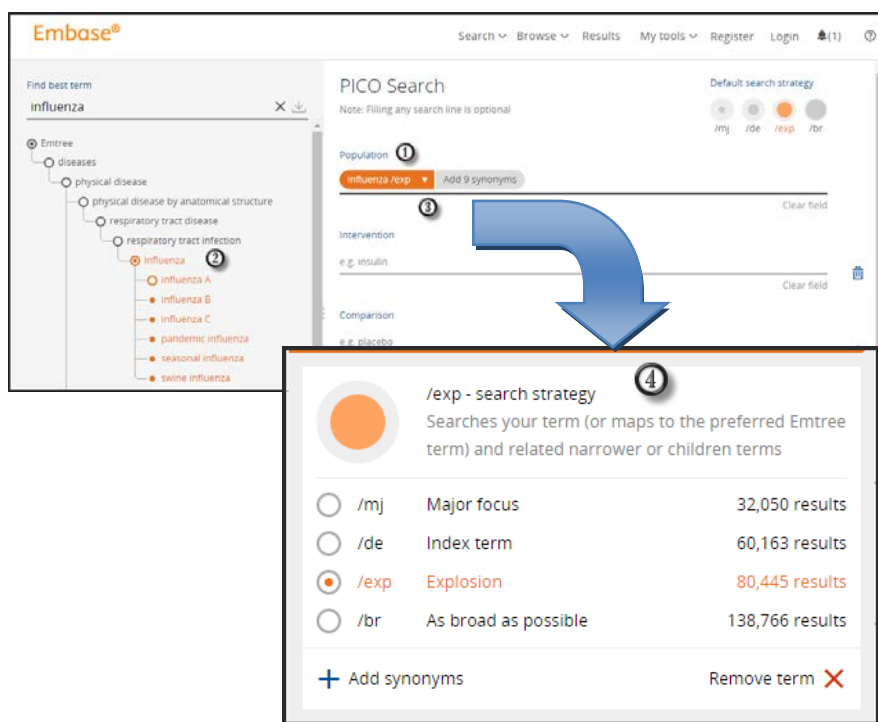 Embase®
Search Browse Results My tools Register Login (1)
Find best term
influenza
Emtree
diseases
physical disease
physical disease by anatomical structure
respiratory tract disease
respiratory tract infection
influenza 2
influenza A
influenza B
influenza C
pandemic influenza
seasonal influenza
swine influenza
PICO Search
Note: Filling any search line is optional
Default search strategy
/mj /de /exp /br
Population 1
influenza /exp Add 9 synonyms
3
Clear field
Intervention
e.g. insulin
Clear field
Comparison
e.g. placebo
4
/exp - search strategy
Searches your term (or maps to the preferred Emtree
term) and related narrower or children terms
/mj Major focus 32,050 results
/de Index term 60,163 results
/exp Explosion 80,445 results
/br As broad as possible 138,766 results
+ Add synonyms Remove term